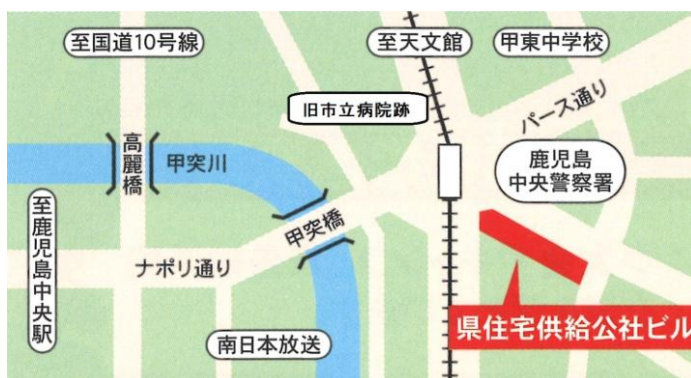 至国道10号線
至天文館
甲東中学校
旧市立病院跡
パース通り
高麗橋
甲突川
鹿児島
中央警察署
至鹿児島中央駅
甲突橋
ナポリ通り
県住宅供給公社ビル
南日本放送